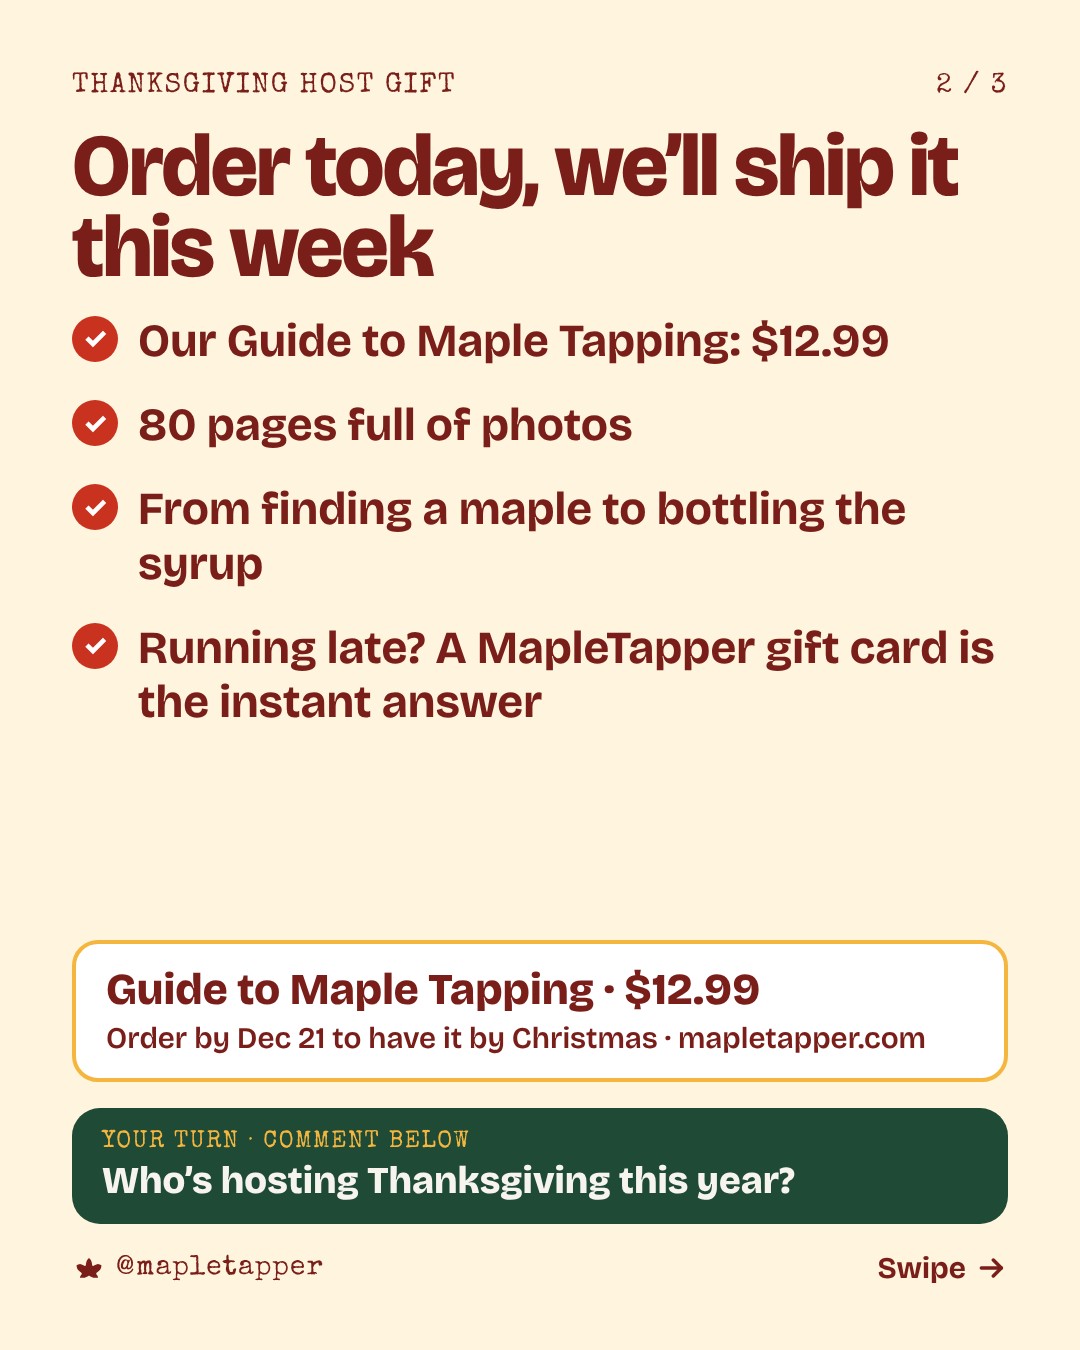 THANKSGIVING HOST GIFT
2 / 3
Order today, we’ll ship it
this week
Our Guide to Maple Tapping: $12.99
80 pages full of photos
From finding a maple to bottling the
syrup
Running late? A MapleTapper gift card is
the instant answer
Guide to Maple Tapping · $12.99
Order by Dec 21 to have it by Christmas · mapletapper.com
YOUR TURN · COMMENT BELOW
Who’s hosting Thanksgiving this year?
@mapletapper
Swipe →